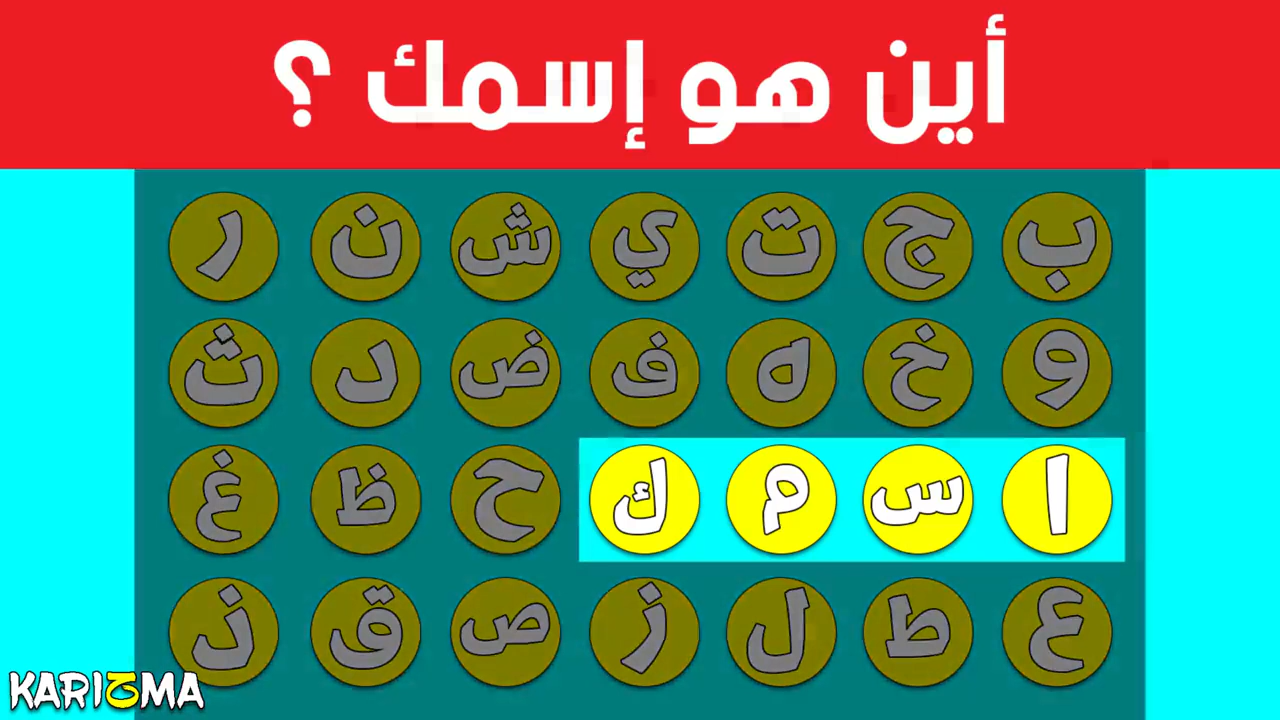 أين هو إسمك ؟
ب ج ت ي ش ن ر
و خ ه ف ض د ث
ا س م ك ح ظ غ
ع ط ل ز ص ق ذ
KARIZMA